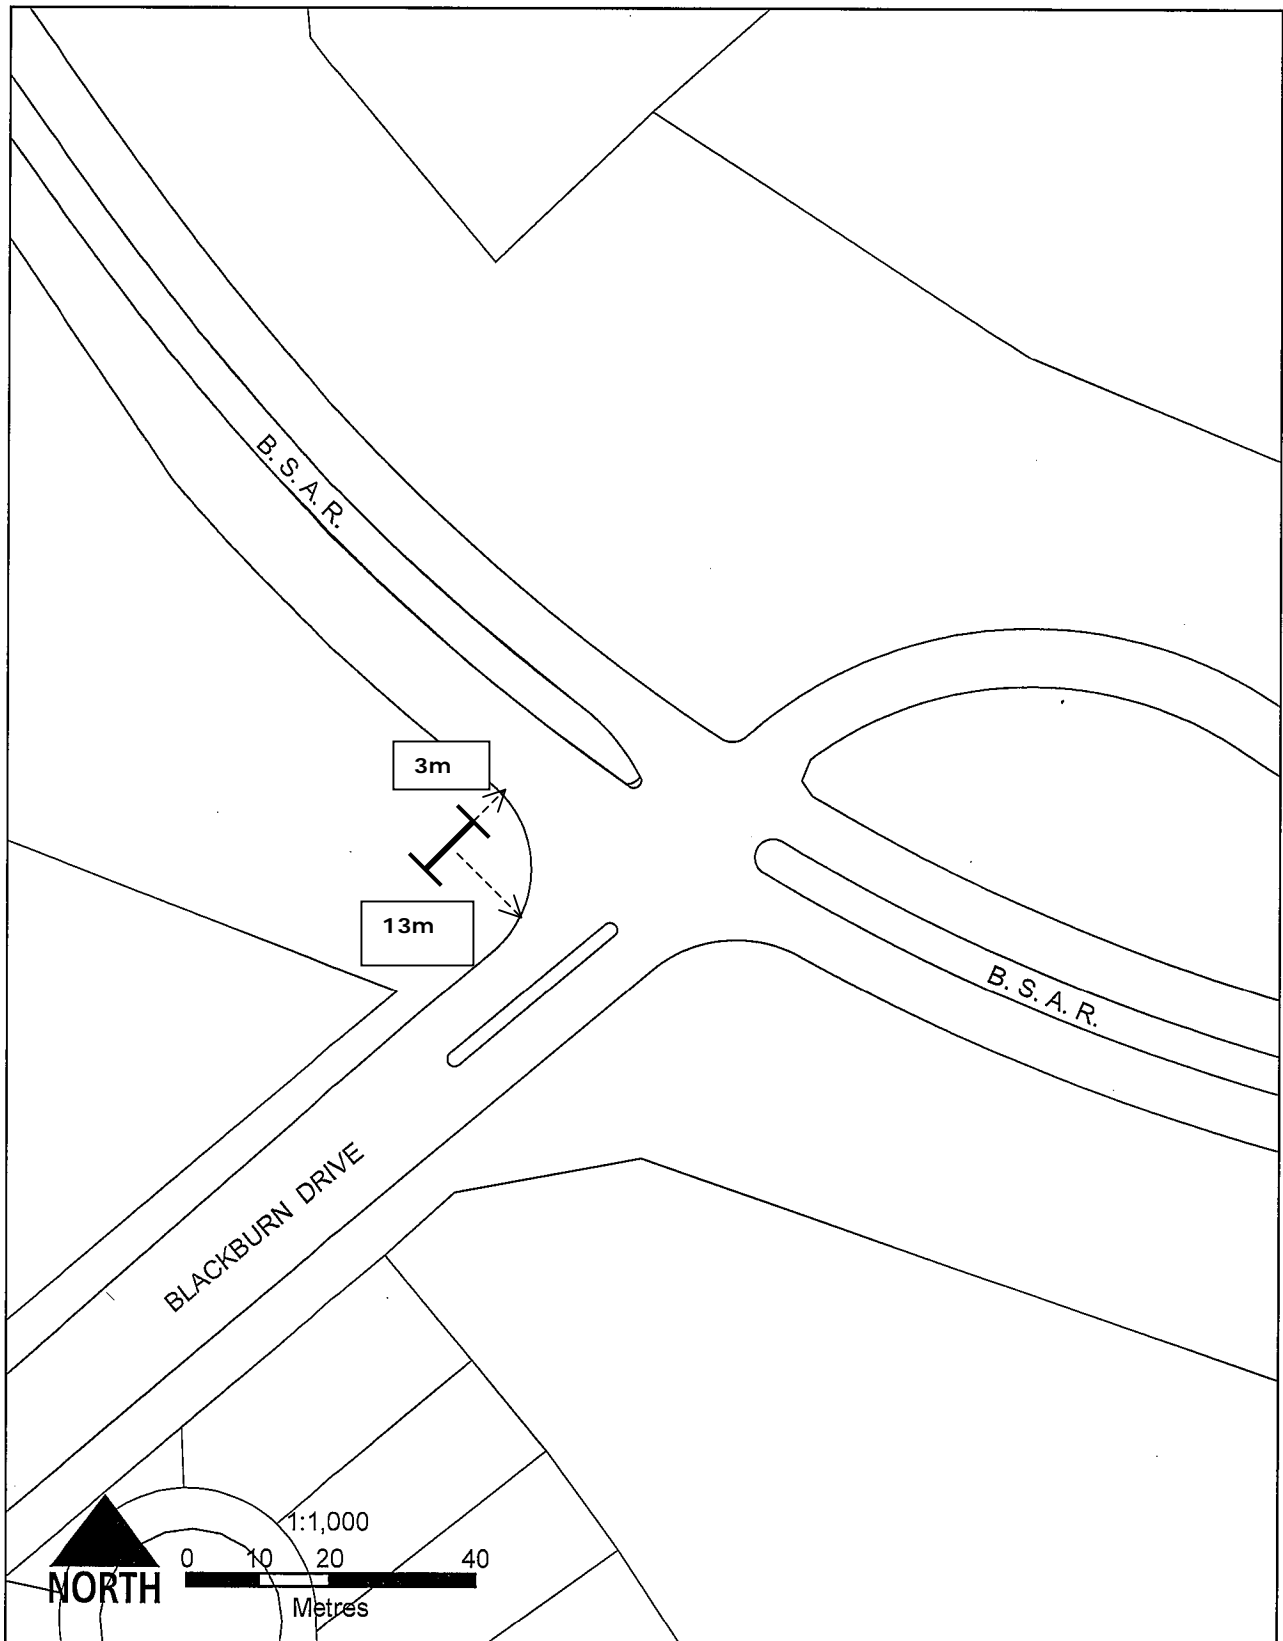 B. S. A. R.
3m
13m
B. S. A. R.
BLACKBURN DRIVE
1:1,000
0 10 20 40
NORTH
Metres